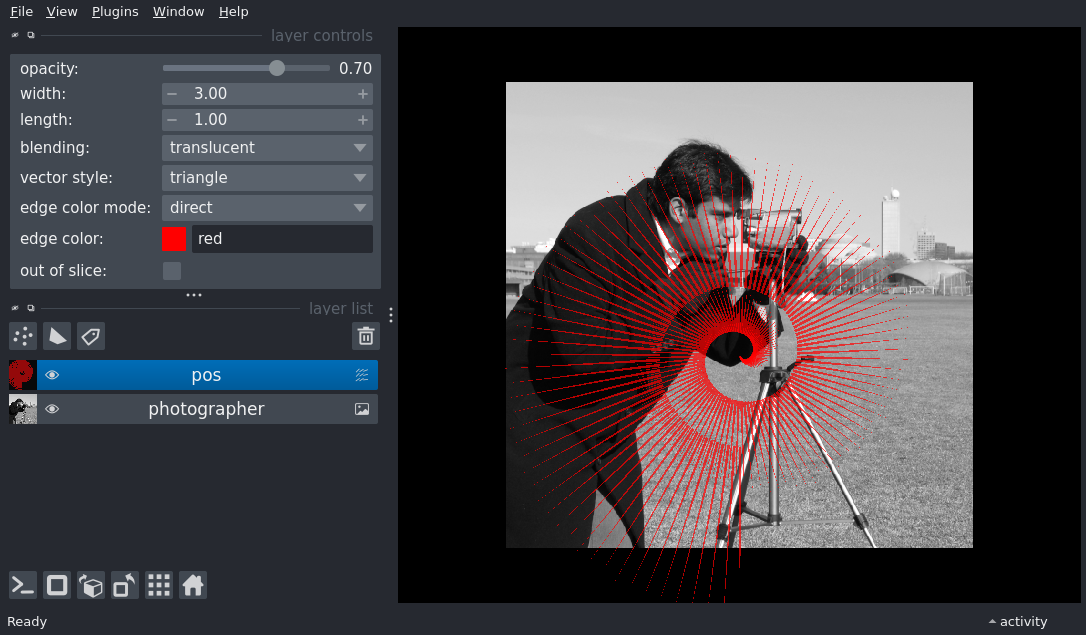 File View Plugins Window Help
layer controls
opacity: 0.70
width: 3.00
length: 1.00
blending: translucent
vector style: triangle
edge color mode: direct
edge color: red
out of slice:
layer list
pos
photographer
Ready activity